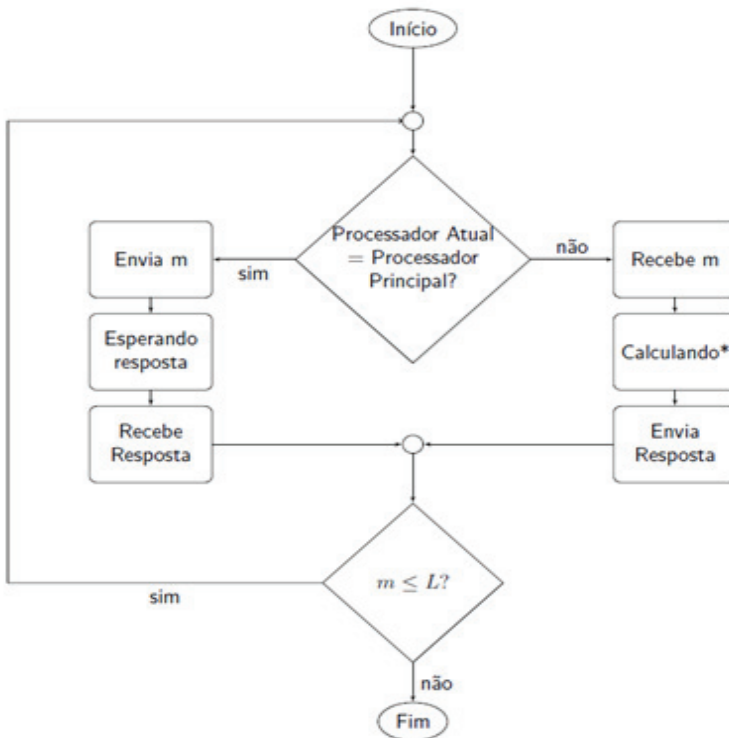 Início
Processador Atual
= Processador
Principal?
sim
não
Envia m
Esperando
resposta
Recebe
Resposta
Recebe m
Calculando*
Envia
Resposta
m ≤ L?
sim
não
Fim